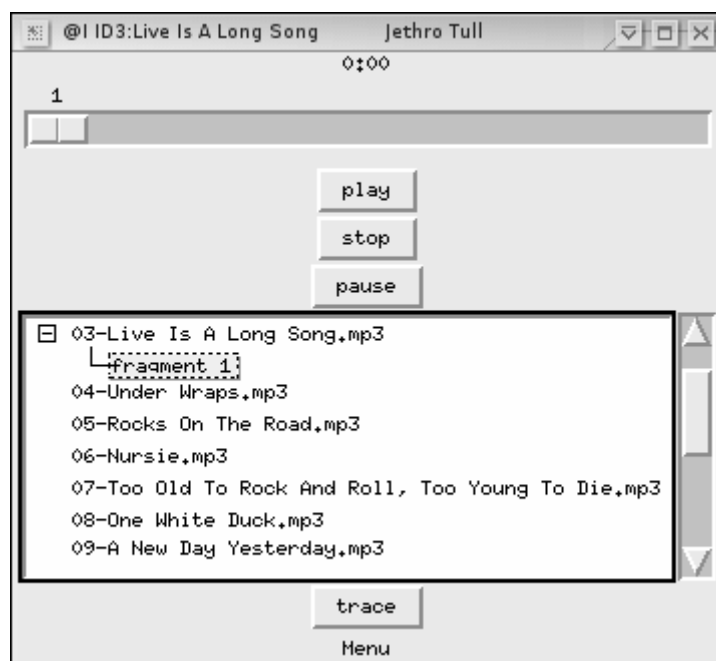 @I ID3:Live Is A Long Song Jethro Tull
0:00
1
play
stop
pause
03-Live Is A Long Song.mp3
fragment 1
04-Under Wraps.mp3
05-Rocks On The Road.mp3
06-Nursie.mp3
07-Too Old To Rock And Roll, Too Young To Die.mp3
08-One White Duck.mp3
09-A New Day Yesterday.mp3
trace
Menu